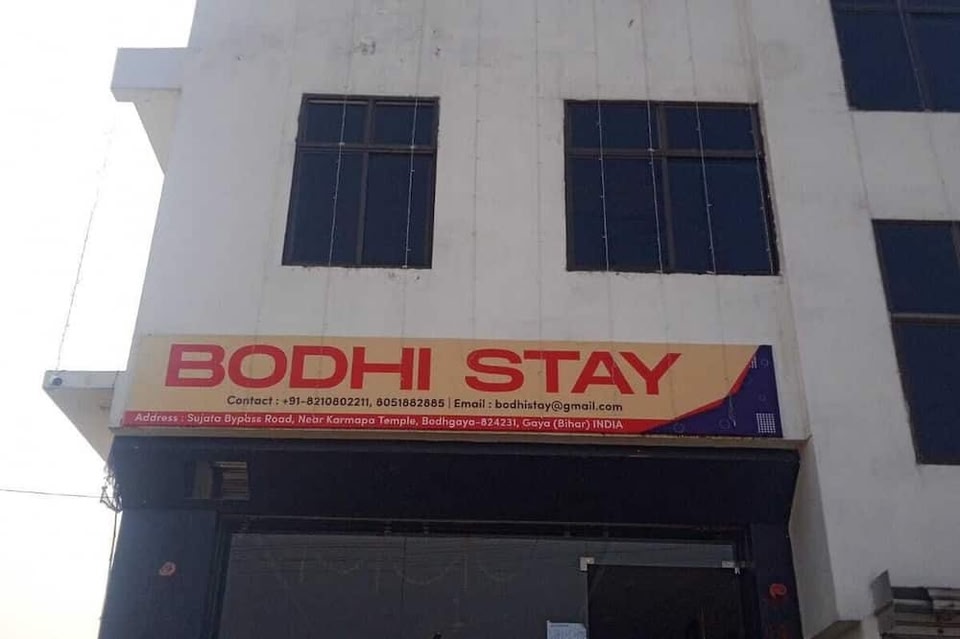 BODHI STAY
Contact : +91-8210802211, 8051882885 | Email : bodhistay@gmail.com
Address : Sujata Bypass Road, Near Karmapa Temple, Bodhgaya-824231, Gaya (Bihar) INDIA